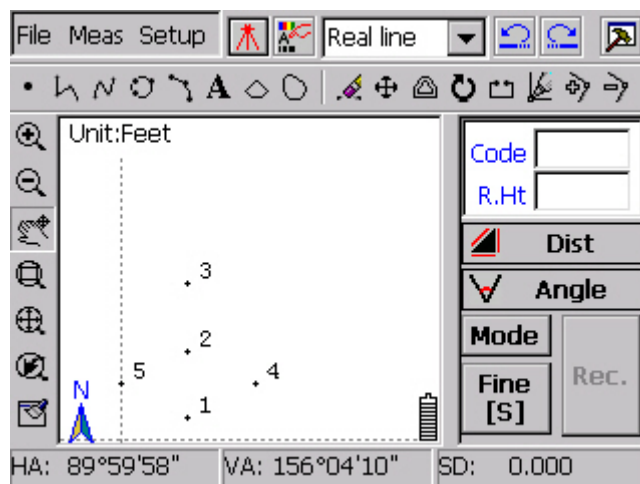 File Meas Setup Real line
A
Unit:Feet
Code
R.Ht
Dist
3
Angle
2
Mode
5 4
Rec.
N
Fine
[S]
1
HA: 89°59'58" VA: 156°04'10" SD: 0.000